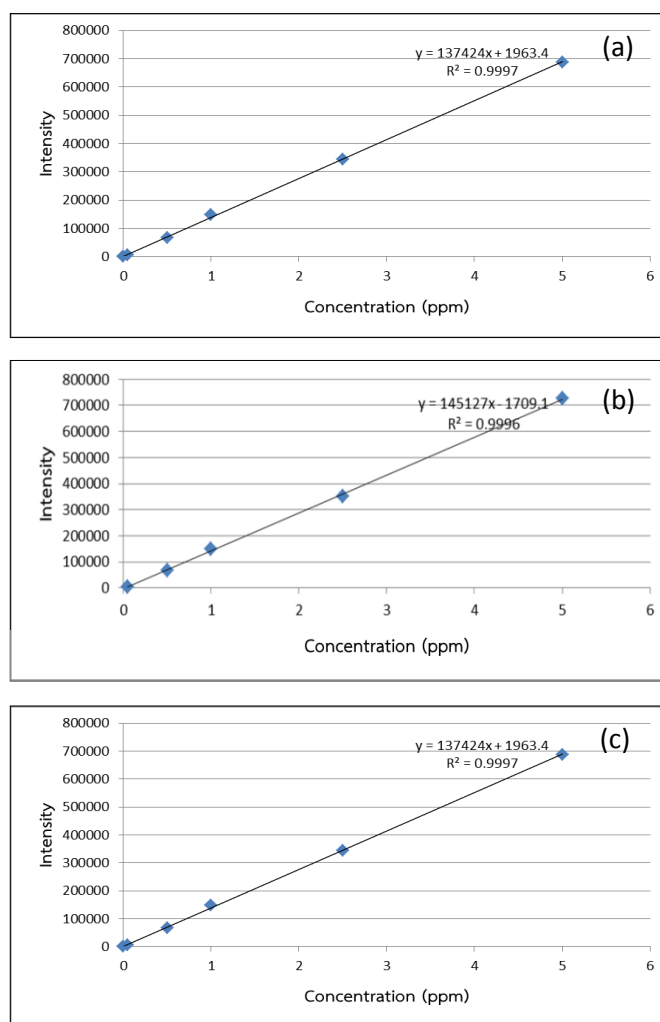 800000
700000
600000
500000
400000
300000
200000
100000
0
Intensity
y = 137424x + 1963.4
R² = 0.9997
(a)
0 1 2 3 4 5 6
Concentration (ppm)
800000
700000
600000
500000
400000
300000
200000
100000
0
Intensity
y = 145127x - 1709.1
R² = 0.9996
(b)
0 1 2 3 4 5 6
Concentration (ppm)
800000
700000
600000
500000
400000
300000
200000
100000
0
Intensity
y = 137424x + 1963.4
R² = 0.9997
(c)
0 1 2 3 4 5 6
Concentration (ppm)